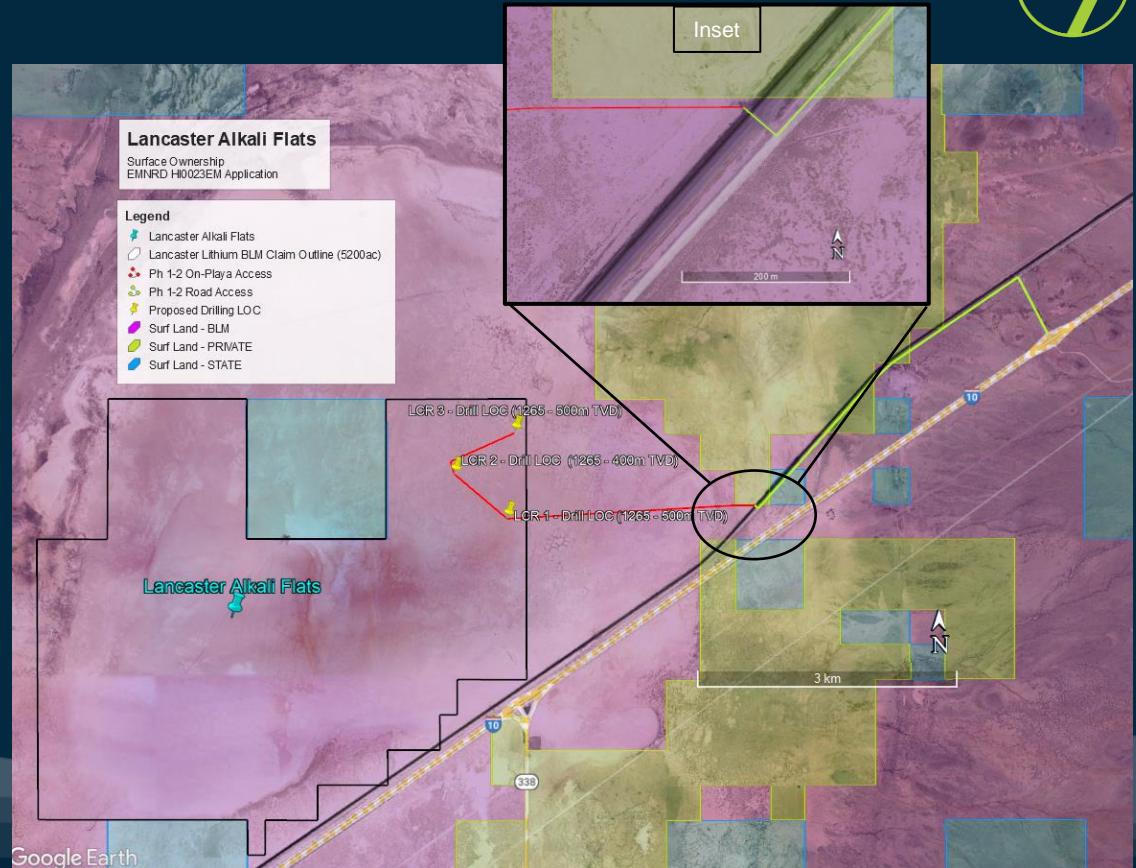 Inset
200 m
N
Lancaster Alkali Flats
Surface Ownership
EMNRD HI0023EM Application
Legend
Lancaster Alkali Flats
Lancaster Lithium BLM Claim Outline (5200ac)
Ph 1-2 On-Playa Access
Ph 1-2 Road Access
Proposed Drilling LOC
Surf Land - BLM
Surf Land - PRIVATE
Surf Land - STATE
10
LCR 3 - Drill LOC (1265 - 500m TVD)
LCR 2 - Drill LOC (1265 - 400m TVD)
LCR 1 - Drill LOC (1265 - 500m TVD)
Lancaster Alkali Flats
N
3 km
10
338
Google Earth